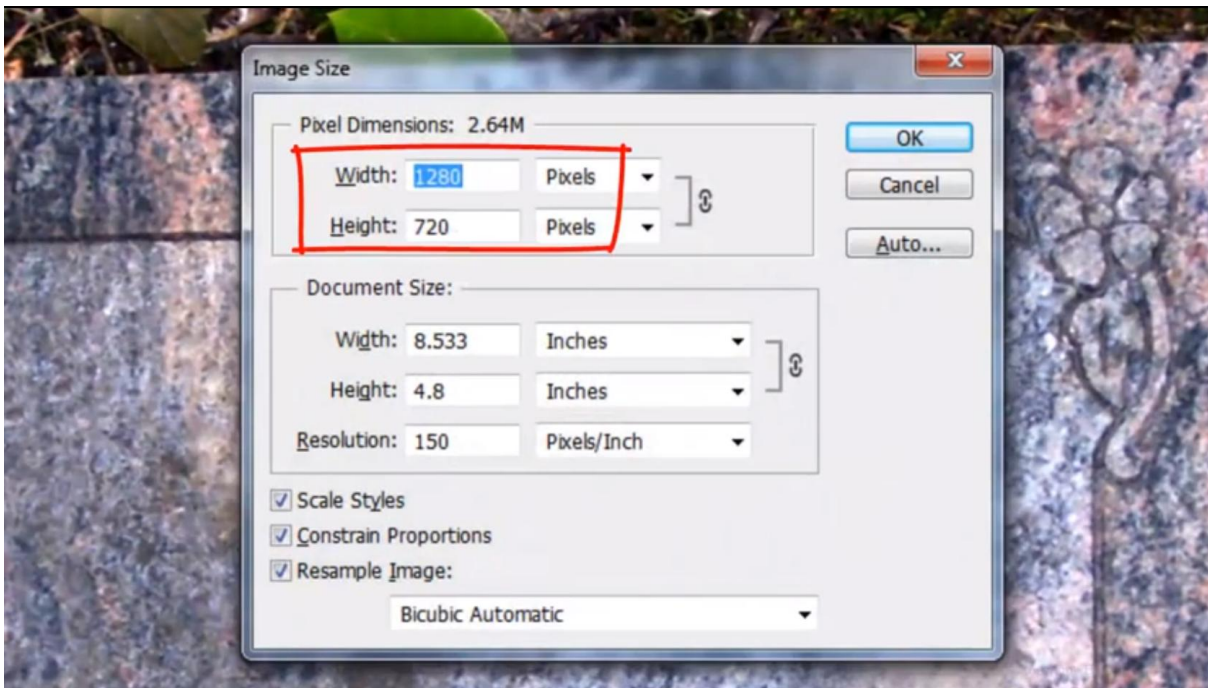 Image Size
Pixel Dimensions: 2.64M
Width: 1280 Pixels
Height: 720 Pixels
OK
Cancel
Auto...
Document Size:
Width: 8.533 Inches
Height: 4.8 Inches
Resolution: 150 Pixels/Inch
Scale Styles
Constrain Proportions
Resample Image:
Bicubic Automatic